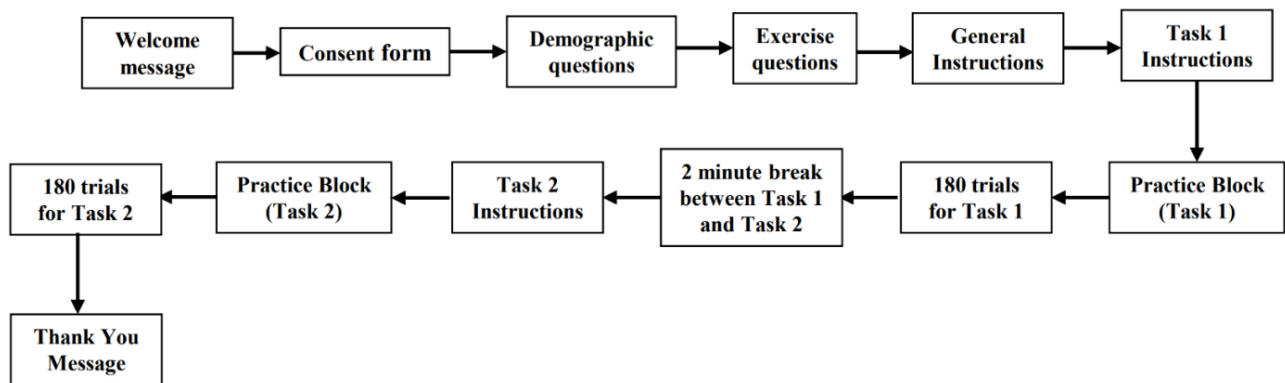 Welcome
message
Consent form
Demographic
questions
Exercise
questions
General
Instructions
Task 1
Instructions
Practice Block
(Task 1)
180 trials
for Task 1
2 minute break
between Task 1
and Task 2
Task 2
Instructions
Practice Block
(Task 2)
180 trials
for Task 2
Thank You
Message